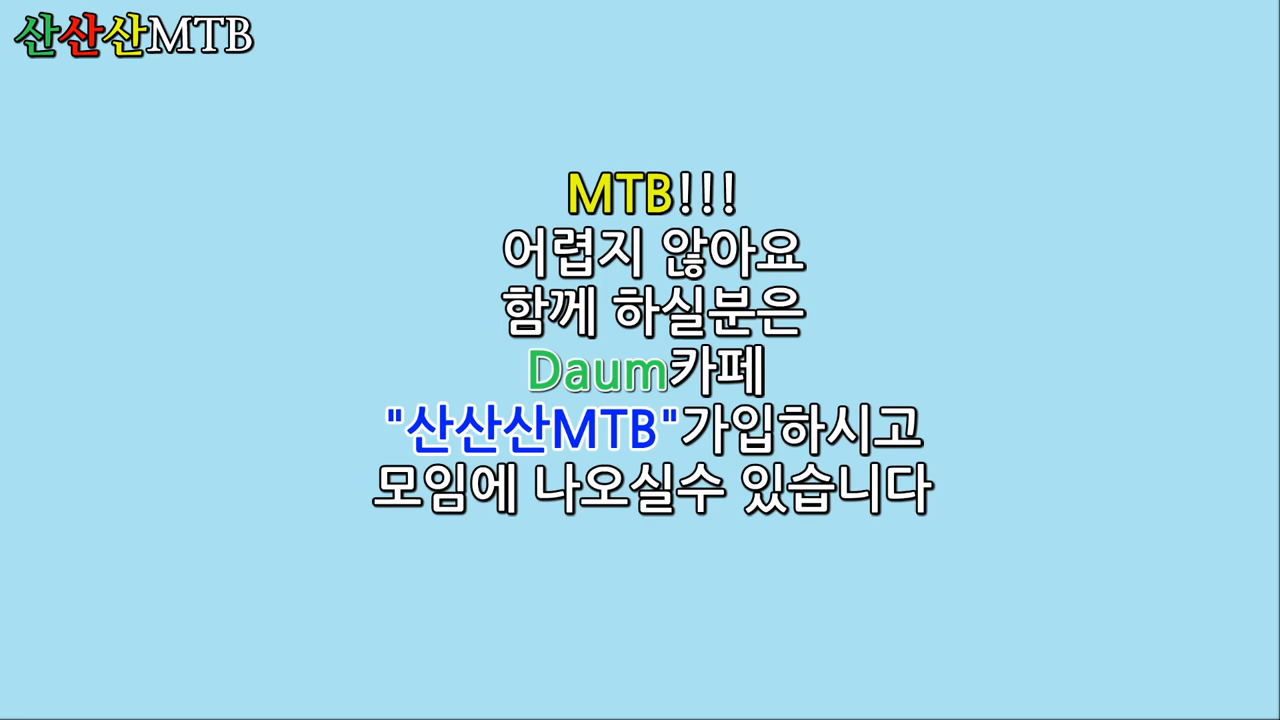 산산산MTB
MTB!!!
어렵지 않아요
함께 하실분은
Daum카페
"산산산MTB"가입하시고
모임에 나오실수 있습니다